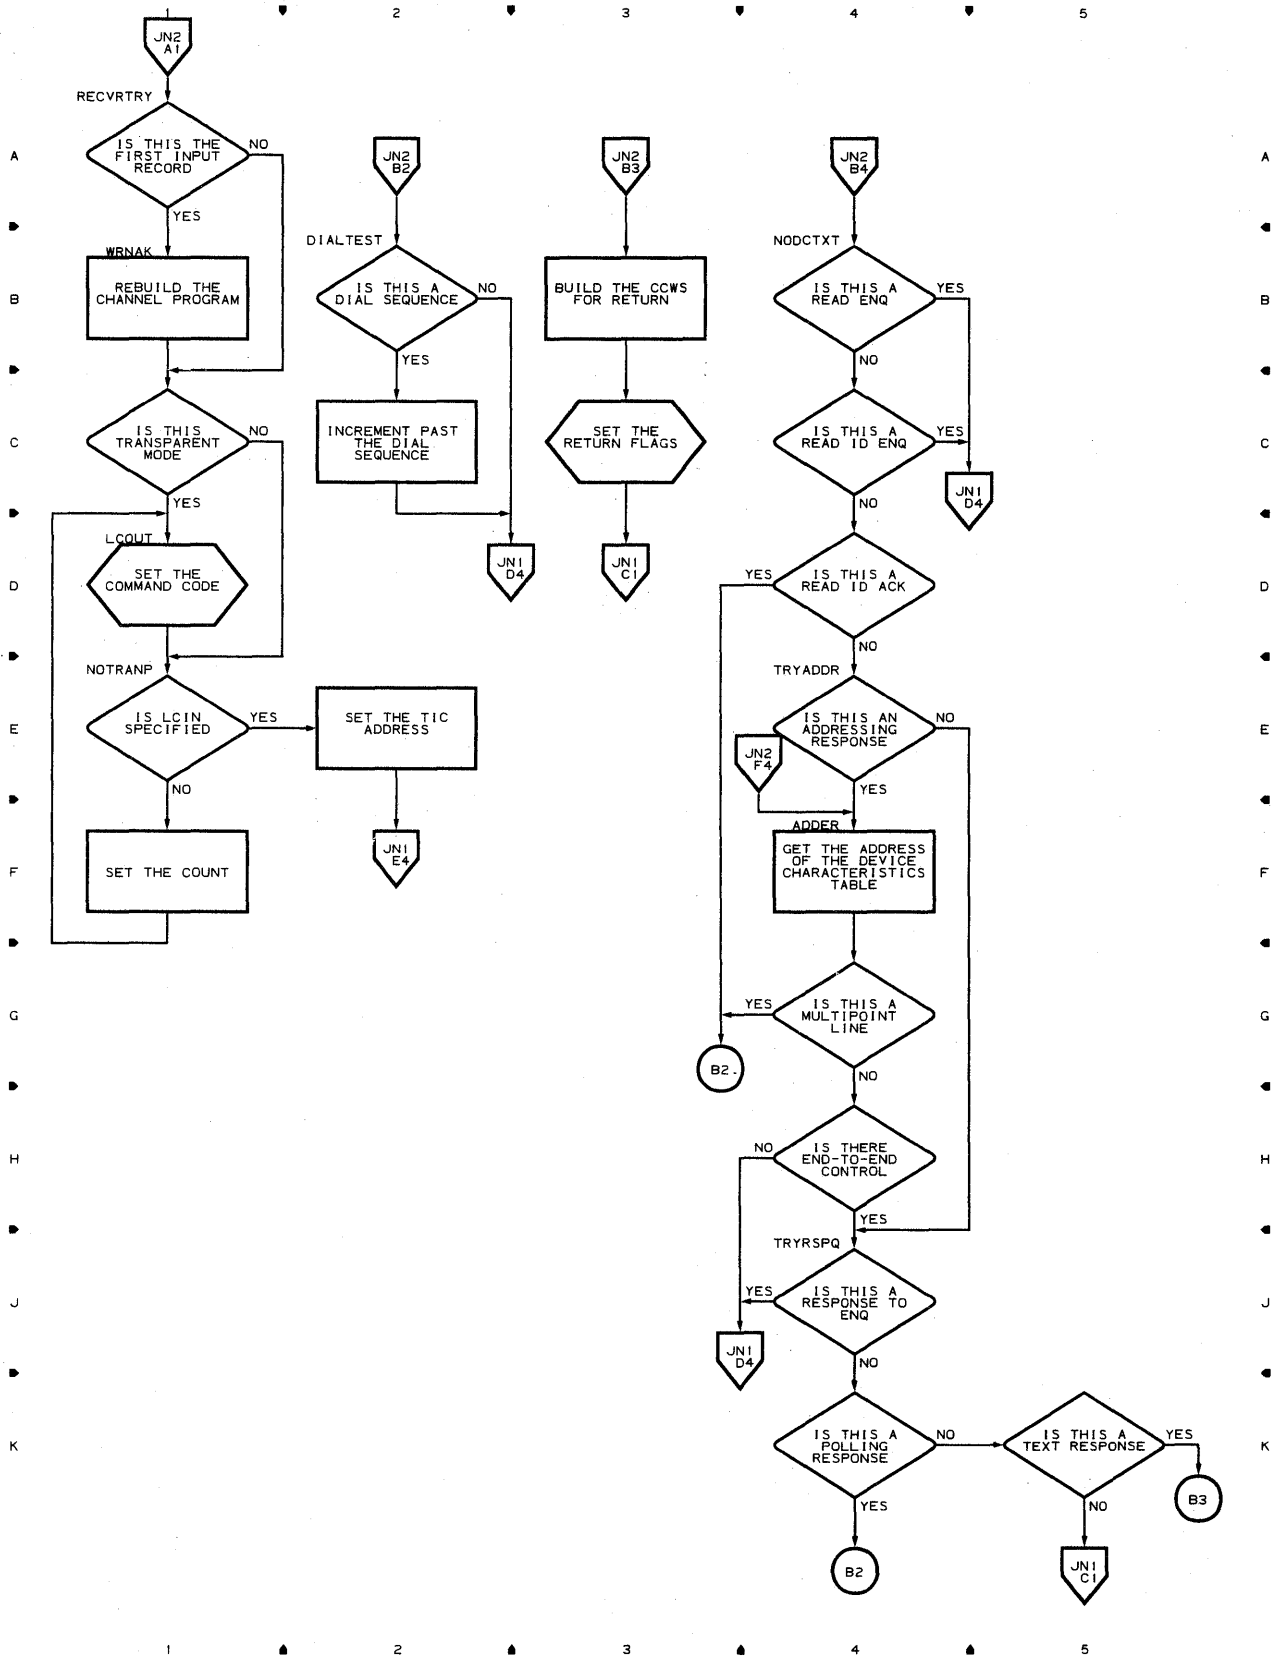 1 2 3 4 5
JN2
A1
RECVRTRY
IS THIS THE
FIRST INPUT
RECORD
NO
YES
WRNAK
REBUILD THE
CHANNEL PROGRAM
IS THIS
TRANSPARENT
MODE
NO
YES
LCOUT
SET THE
COMMAND CODE
NOTRANP
IS LCIN
SPECIFIED
YES
NO
SET THE COUNT
SET THE TIC
ADDRESS
JN1
E4
JN2
B2
DIALTEST
IS THIS A
DIAL SEQUENCE
NO
YES
INCREMENT PAST
THE DIAL
SEQUENCE
JN1
D4
JN2
B3
BUILD THE CCWS
FOR RETURN
SET THE
RETURN FLAGS
JN1
C1
JN2
B4
NODCTXT
IS THIS A
READ ENQ
YES
NO
IS THIS A
READ ID ENQ
YES
JN1
D4
NO
IS THIS A
READ ID ACK
YES
NO
TRYADDR
IS THIS AN
ADDRESSING
RESPONSE
NO
JN2
F4
YES
ADDER
GET THE ADDRESS
OF THE DEVICE
CHARACTERISTICS
TABLE
IS THIS A
MULTIPOINT
LINE
YES
B2
NO
IS THERE
END-TO-END
CONTROL
NO
YES
TRYRSPQ
IS THIS A
RESPONSE TO
ENQ
YES
JN1
D4
NO
IS THIS A
POLLING
RESPONSE
NO
YES
B2
IS THIS A
TEXT RESPONSE
YES
B3
NO
JN1
C1
A A
B B
C C
D D
E E
F F
G G
H H
J J
K K
1 2 3 4 5